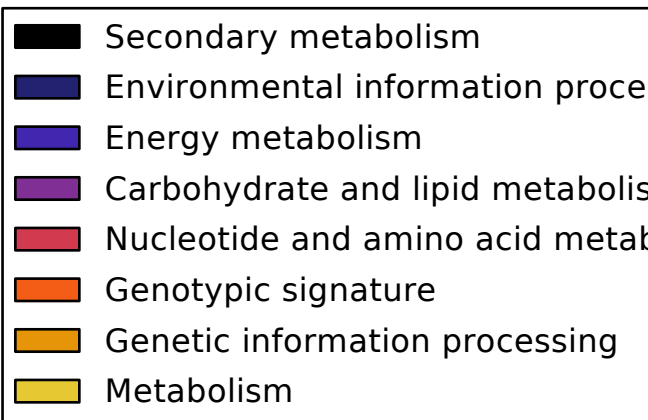 Secondary metabolism
Environmental information proce
Energy metabolism
Carbohydrate and lipid metabolis
Nucleotide and amino acid metab
Genotypic signature
Genetic information processing
Metabolism